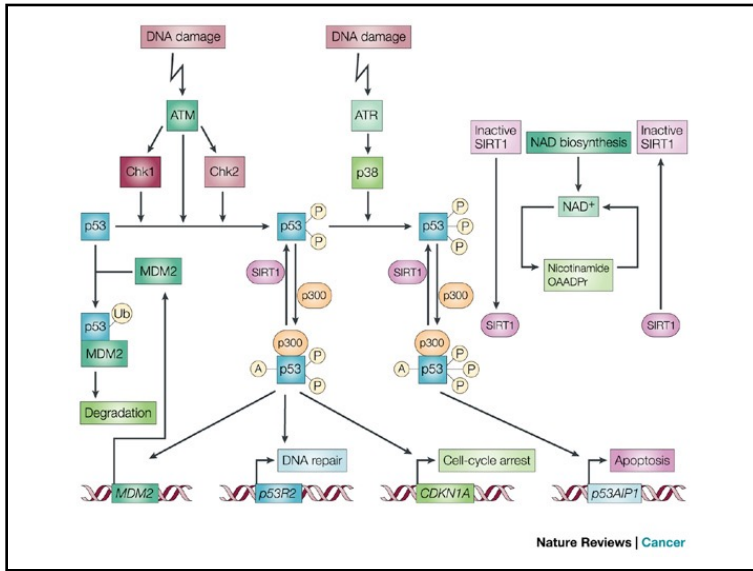 DNA damage
DNA damage
ATM
ATR
Inactive
SIRT1
NAD biosynthesis
Inactive
SIRT1
Chk1
Chk2
p38
NAD+
p53
p53
P
P
P
p53
P
P
P
MDM2
SIRT1
p300
SIRT1
p300
Nicotinamide
OAADPr
Ub
p53
MDM2
SIRT1
SIRT1
p300
A
p53
P
P
P
p300
A
p53
P
P
P
Degradation
DNA repair
Cell-cycle arrest
Apoptosis
MDM2
p53R2
CDKN1A
p53AIP1
Nature Reviews | Cancer